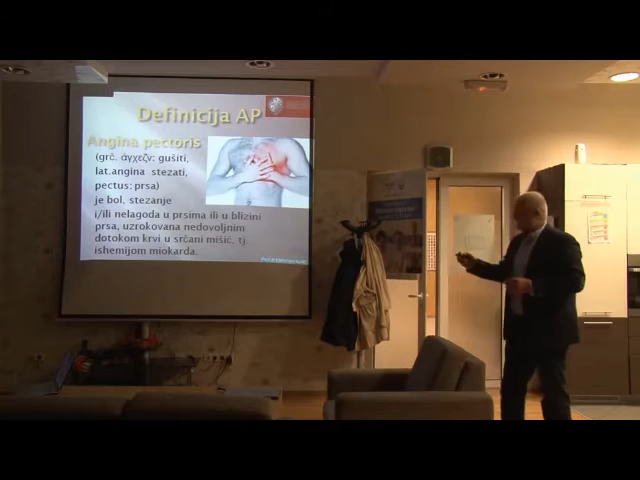 Definicija AP
Angina pectoris
(grč. άγχεζν: gušiti,
lat.angina stezati,
pectus: prsa)
je bol, stezanje
i/ili nelagoda u prsima ili u blizini
prsa, uzrokovana nedovoljnim
dotokom krvi u srčani mišić, tj.
ishemijom miokarda.